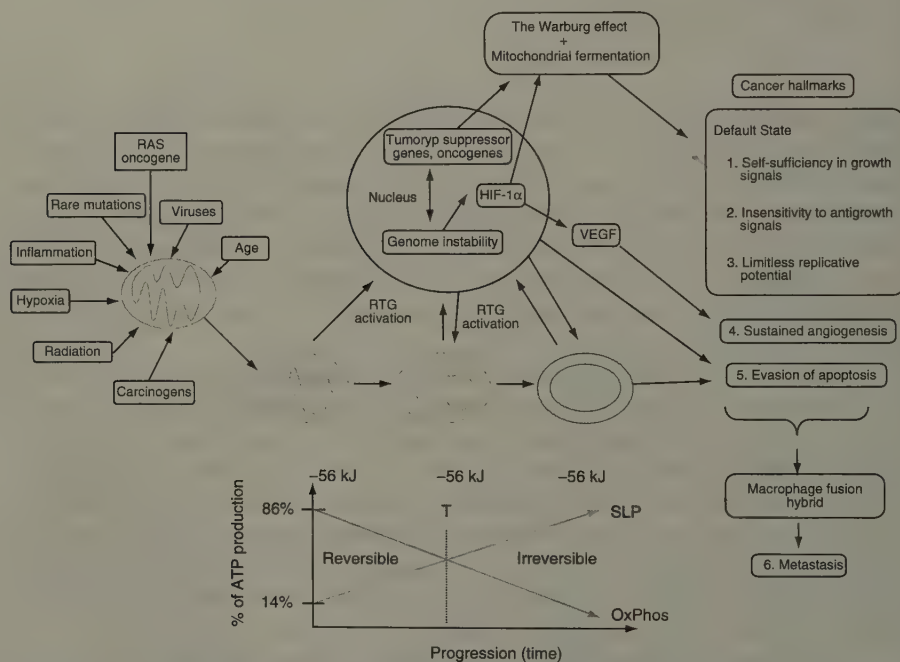 The Warburg effect
+
Mitochondrial fermentation
Cancer hallmarks
Default State
1. Self-sufficiency in growth
signals
2. Insensitivity to antigrowth
signals
3. Limitless replicative
potential
RAS
oncogene
Rare mutations
Viruses
Inflammation
Age
Hypoxia
Radiation
Carcinogens
Tumoryp suppressor
genes, oncogenes
Nucleus
HIF-1α
Genome instability
VEGF
RTG
activation
RTG
activation
4. Sustained angiogenesis
5. Evasion of apoptosis
Macrophage fusion
hybrid
6. Metastasis
–56 kJ
–56 kJ
–56 kJ
% of ATP production
86%
14%
T
SLP
Reversible
Irreversible
OxPhos
Progression (time)